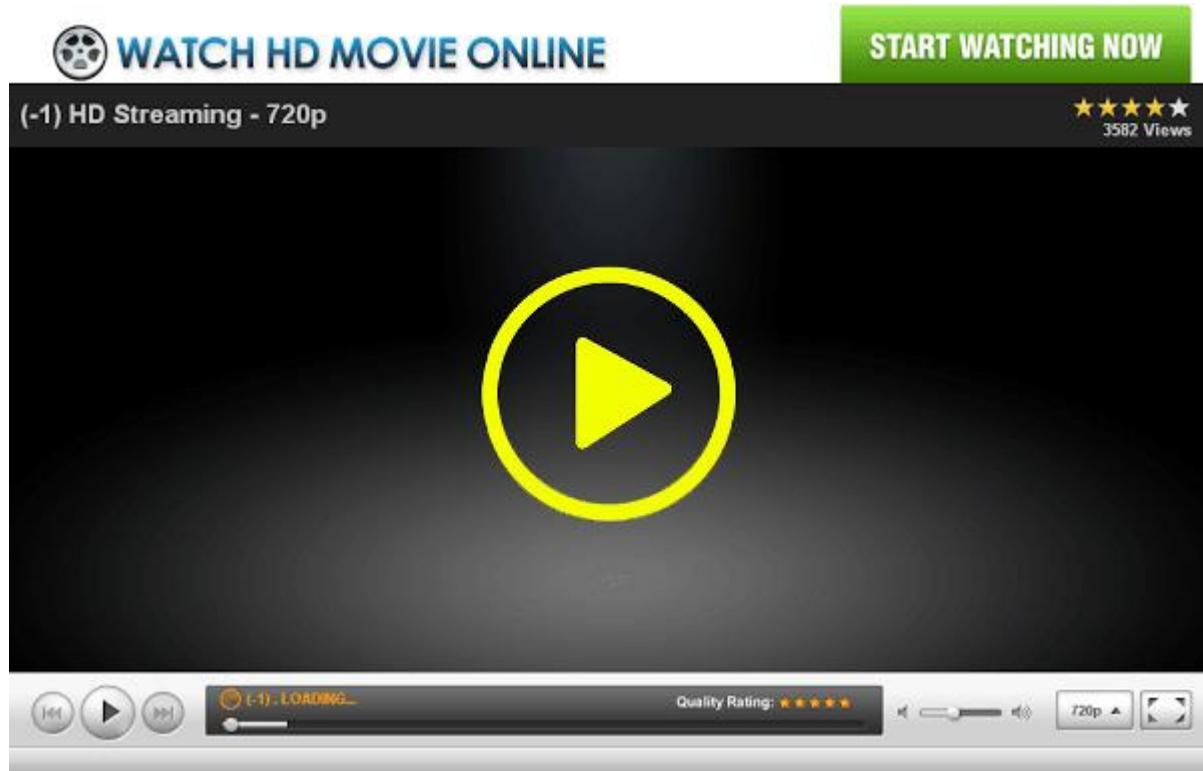 WATCH HD MOVIE ONLINE
START WATCHING NOW
(-1) HD Streaming - 720p
3582 Views
(-1) . LOADING...
Quality Rating:
720p